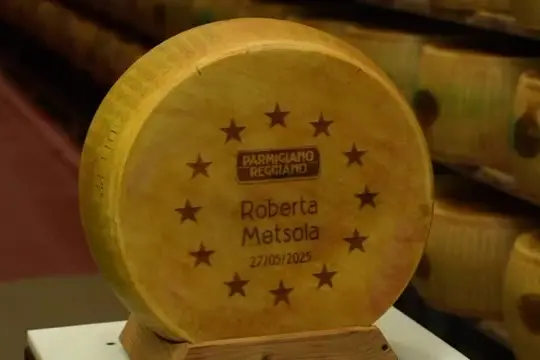 PARMIGIANO
REGGIANO
Roberta
Metsola
27/05/2025